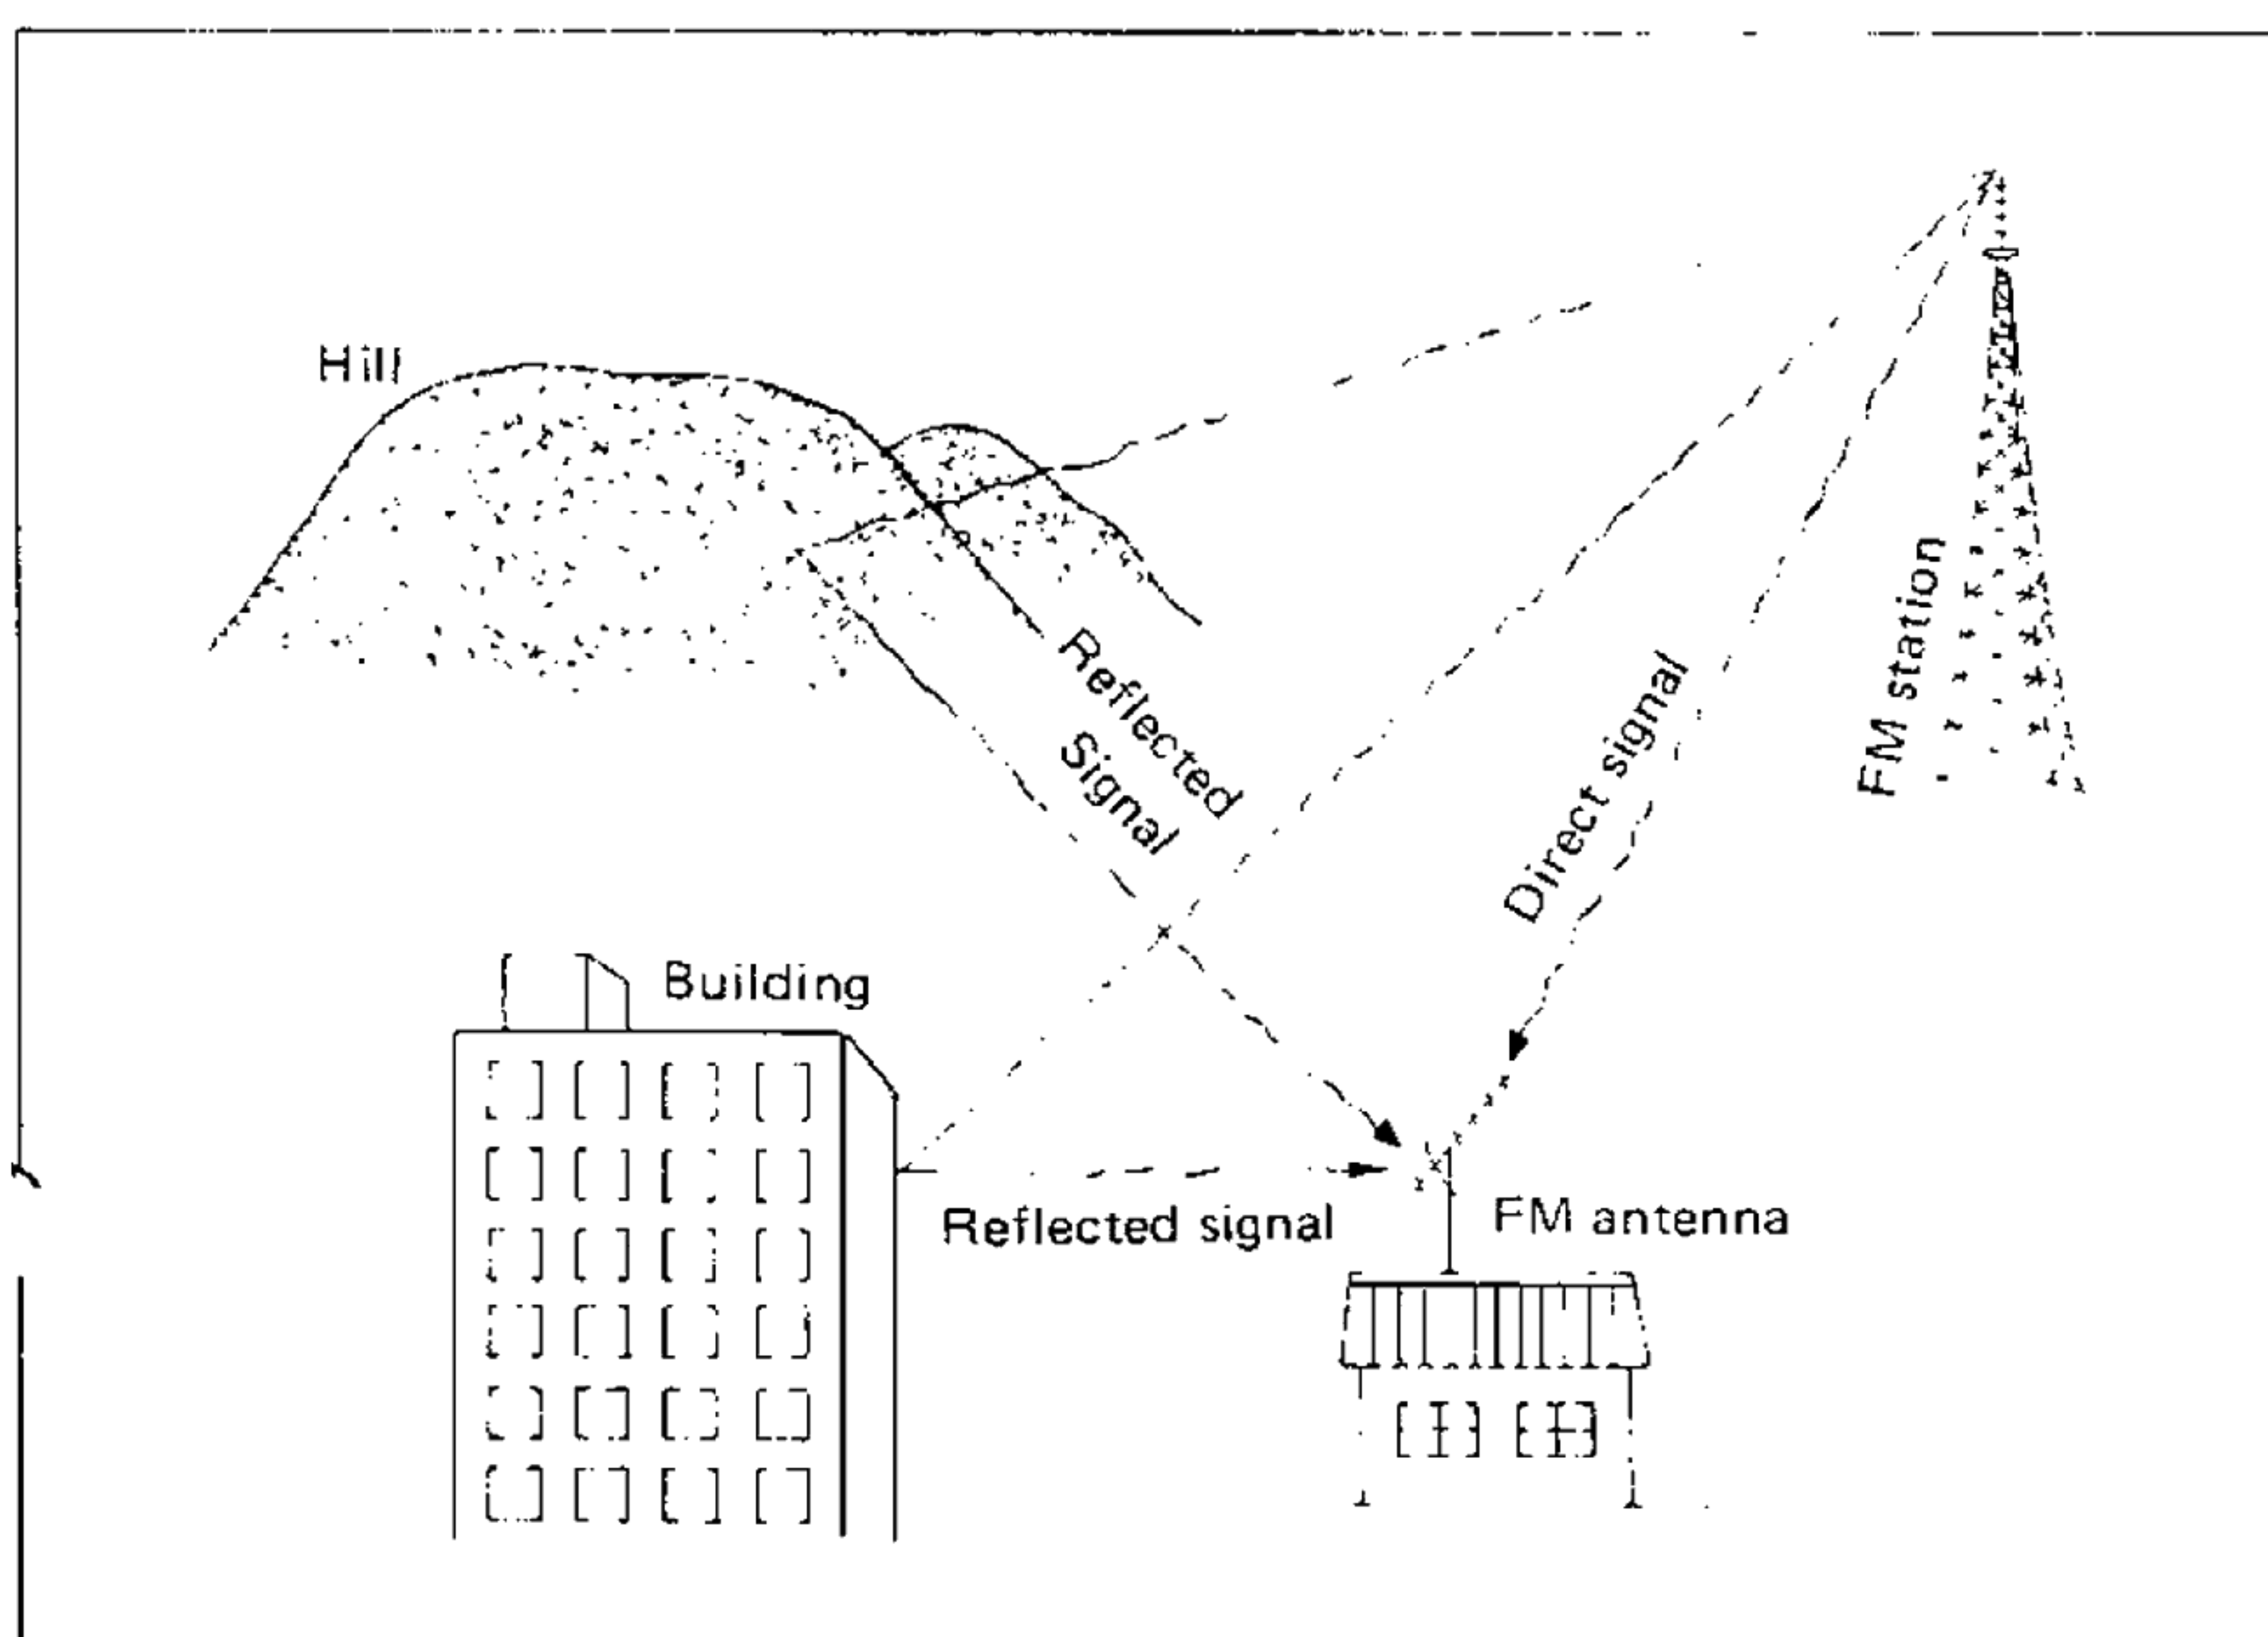 Hill
FM station
Reflected
Signal
Direct signal
Building
Reflected signal
FM antenna